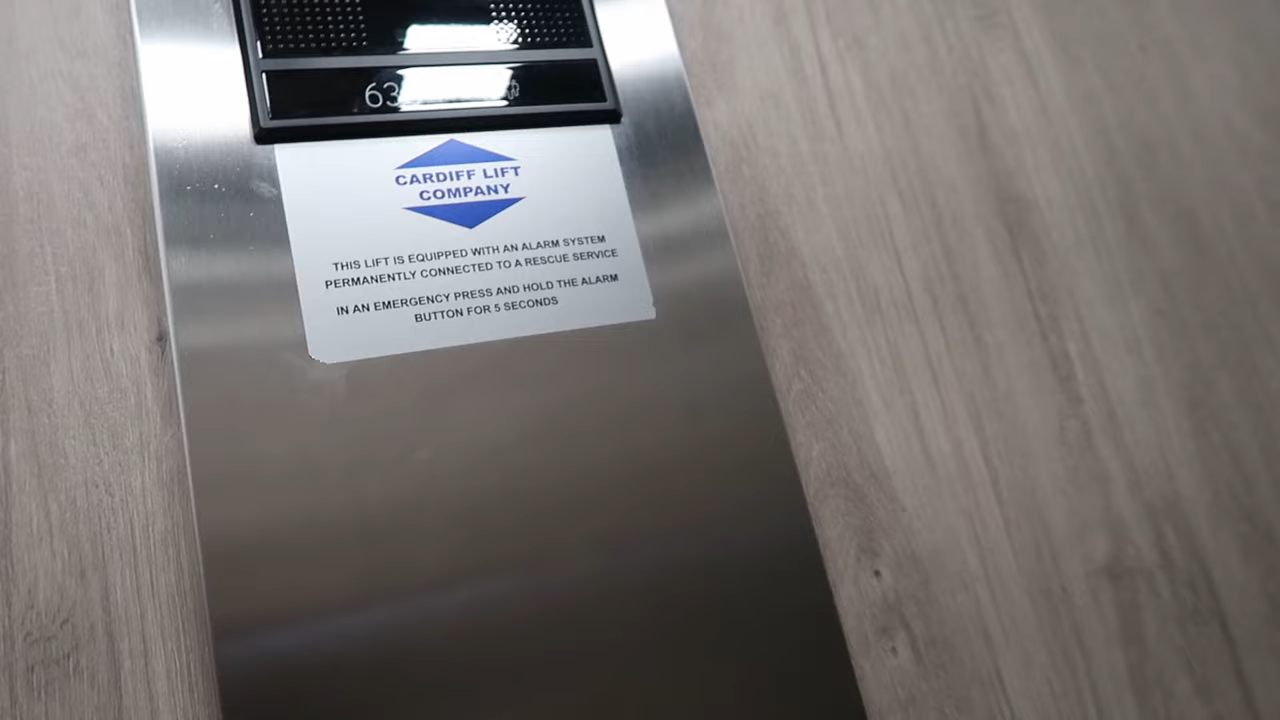 63
CARDIFF LIFT
COMPANY
THIS LIFT IS EQUIPPED WITH AN ALARM SYSTEM
PERMANENTLY CONNECTED TO A RESCUE SERVICE
IN AN EMERGENCY PRESS AND HOLD THE ALARM
BUTTON FOR 5 SECONDS